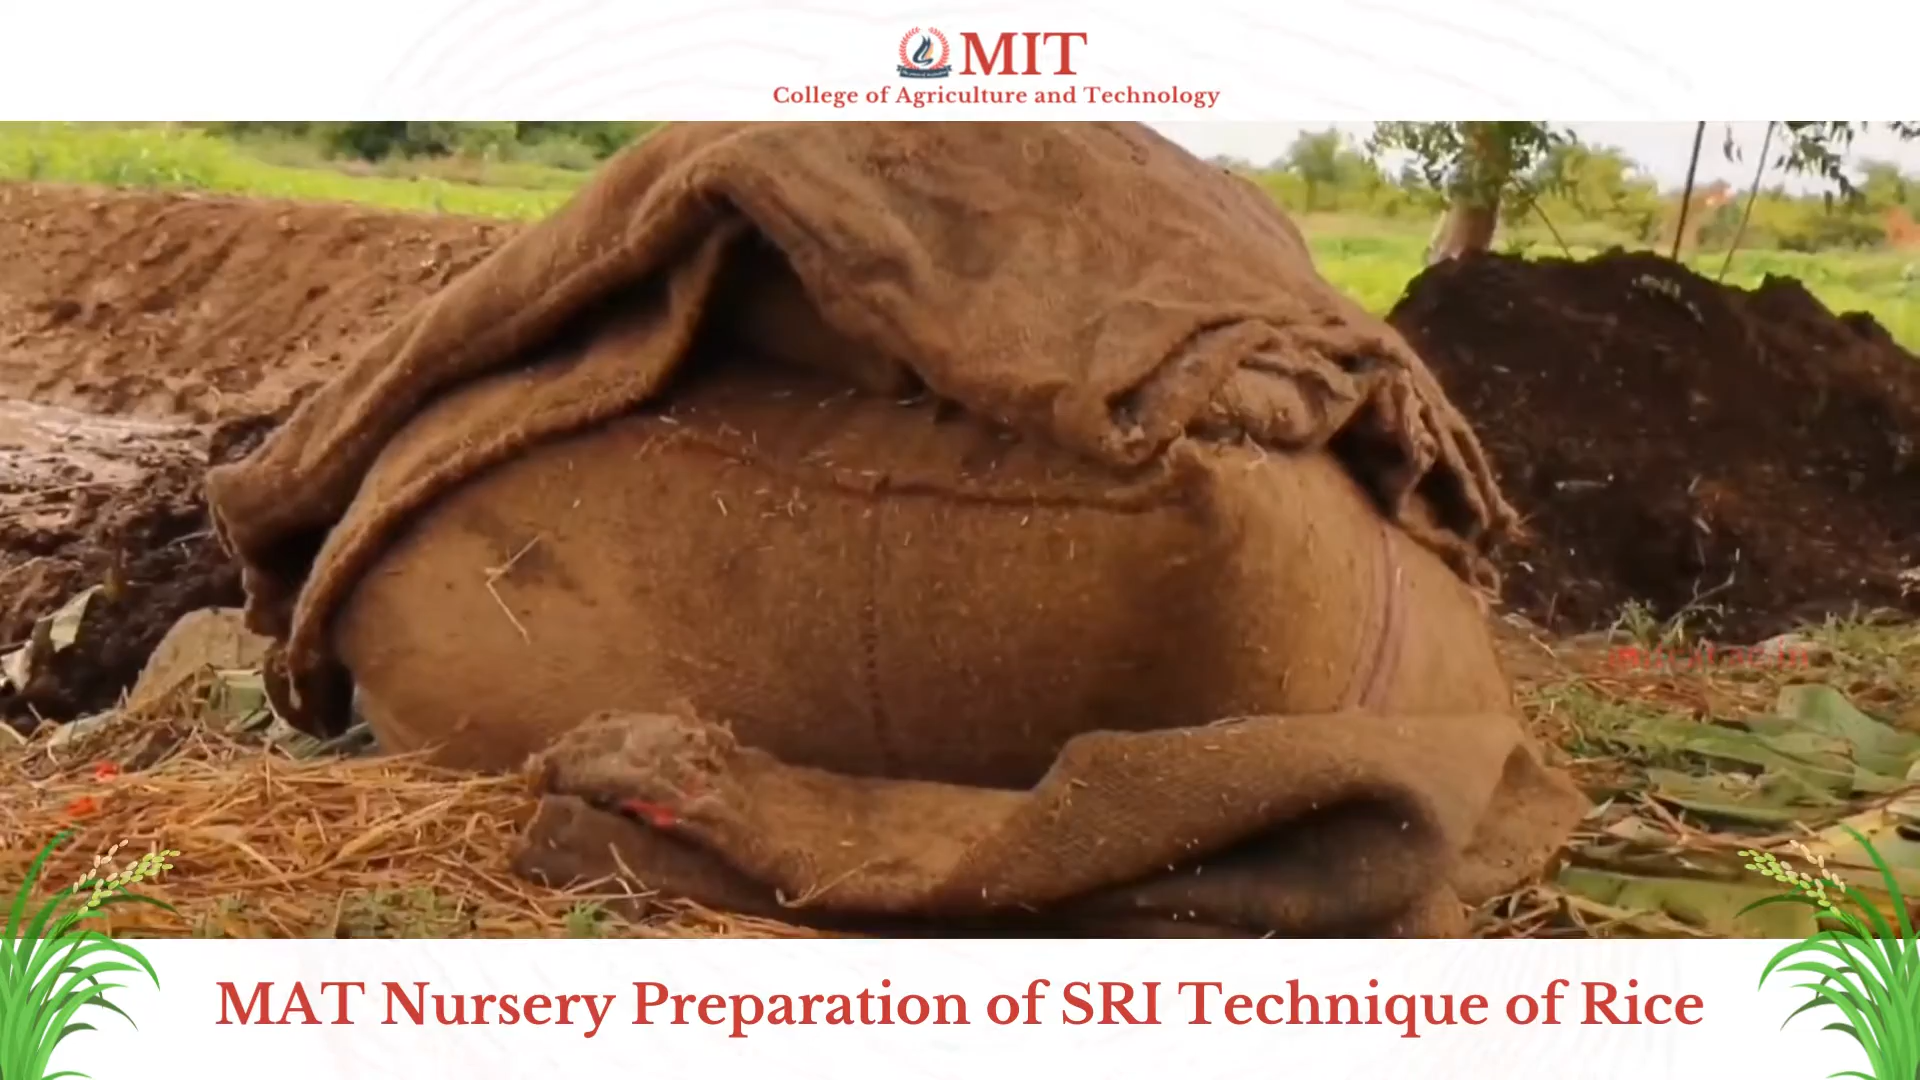 MIT
College of Agriculture and Technology
MAT Nursery Preparation of SRI Technique of Rice